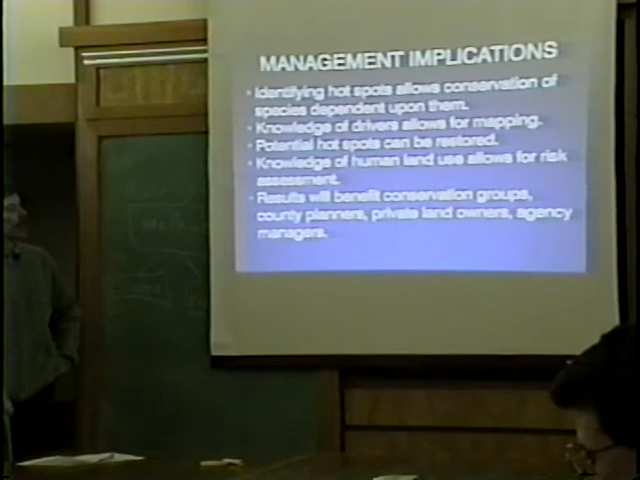 MANAGEMENT IMPLICATIONS
• Identifying hot spots allows conservation of
species dependent upon them.
• Knowledge of drivers allows for mapping.
• Potential hot spots can be restored.
• Knowledge of human land use allows for risk
assessment.
• Results will benefit conservation groups,
county planners, private land owners, agency
managers.